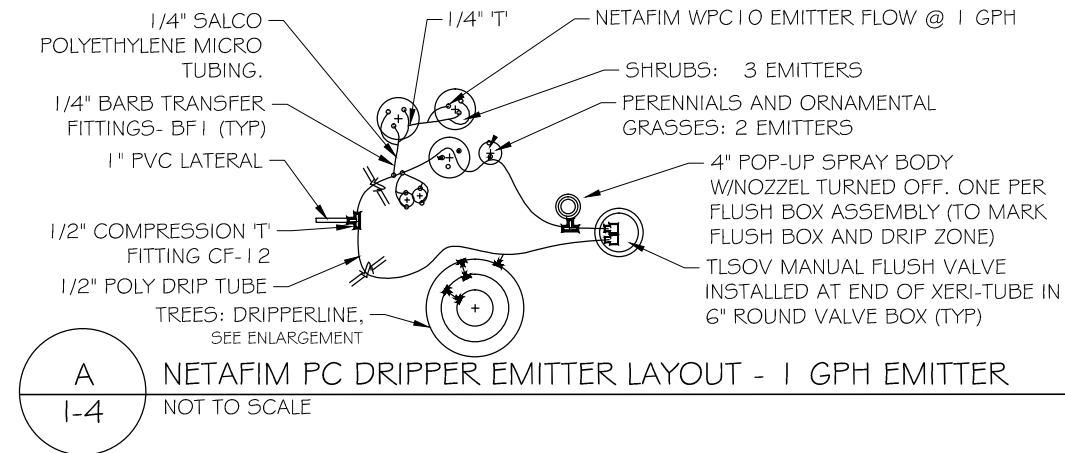 1/4" SALCO
POLYETHYLENE MICRO
TUBING.
1/4" BARB TRANSFER
FITTINGS- BF1 (TYP)
1" PVC LATERAL
1/2" COMPRESSION 'T'
FITTING CF-12
1/2" POLY DRIP TUBE
TREES: DRIPPERLINE,
SEE ENLARGEMENT
1/4" 'T'
NETAFIM WPC10 EMITTER FLOW @ 1 GPH
SHRUBS: 3 EMITTERS
PERENNIALS AND ORNAMENTAL
GRASSES: 2 EMITTERS
4" POP-UP SPRAY BODY
W/NOZZEL TURNED OFF. ONE PER
FLUSH BOX ASSEMBLY (TO MARK
FLUSH BOX AND DRIP ZONE)
TLSOV MANUAL FLUSH VALVE
INSTALLED AT END OF XERI-TUBE IN
6" ROUND VALVE BOX (TYP)
A
I-4
NETAFIM PC DRIPPER EMITTER LAYOUT - 1 GPH EMITTER
NOT TO SCALE